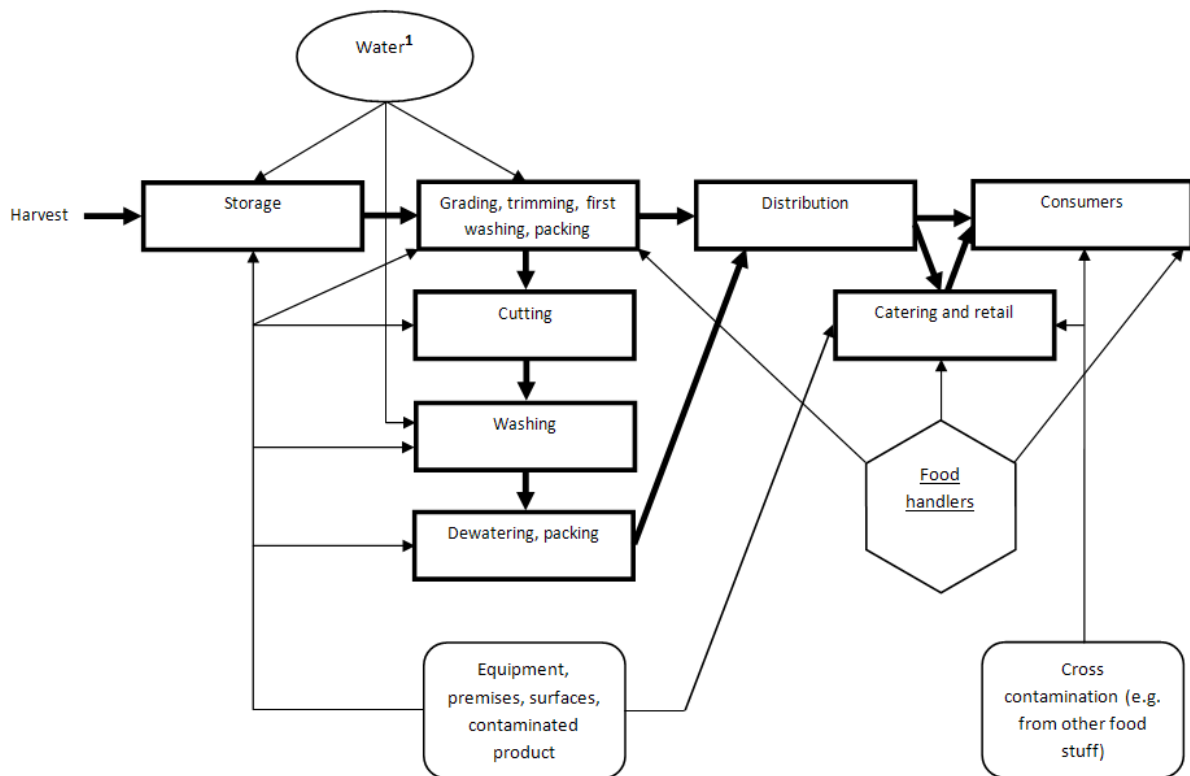 Water1
Harvest
Storage
Grading, trimming, first
washing, packing
Distribution
Consumers
Cutting
Catering and retail
Washing
Food
handlers
Dewatering, packing
Equipment,
premises, surfaces,
contaminated
product
Cross
contamination (e.g.
from other food
stuff)